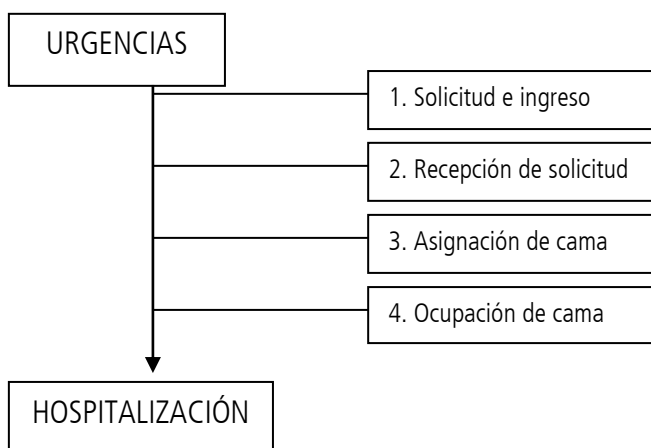 URGENCIAS
1. Solicitud e ingreso
2. Recepción de solicitud
3. Asignación de cama
4. Ocupación de cama
HOSPITALIZACIÓN